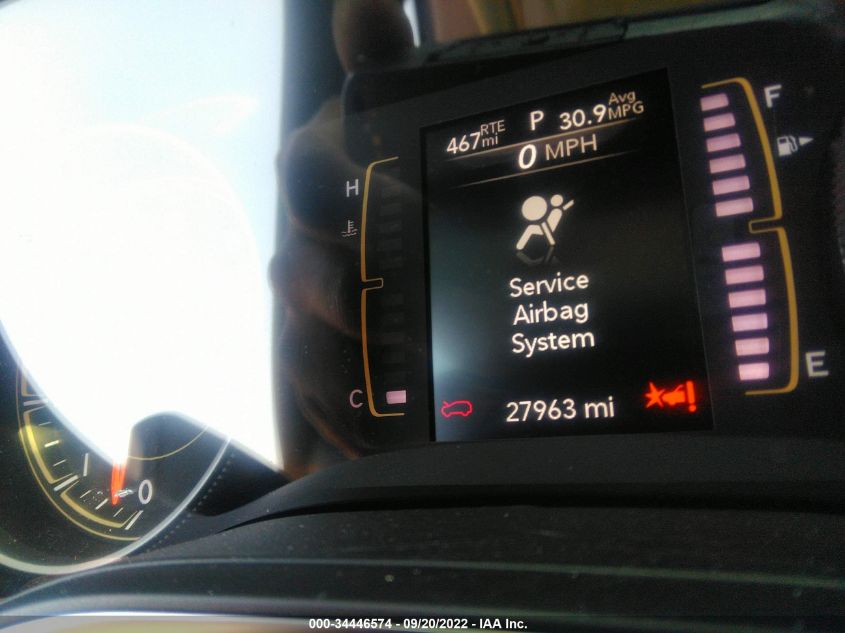 467 RTE mi P 30.9 Avg MPG
0 MPH
H
F
Service
Airbag
System
C
27963 mi
E
0
000-34446574 - 09/20/2022 - IAA Inc.